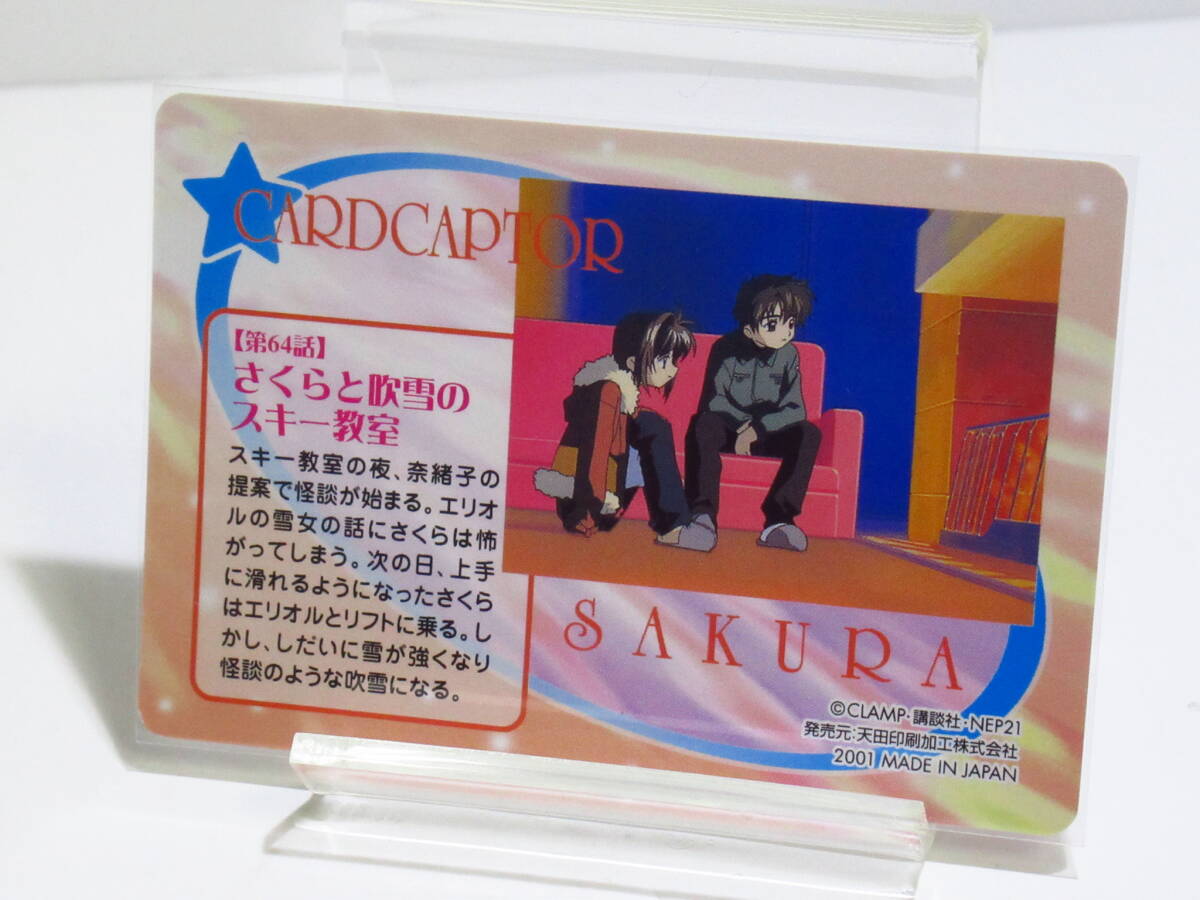 CARDCAPTOR
【第64話】
さくらと吹雪の
スキー教室
スキー教室の夜、奈緒子の
提案で怪談が始まる。エリオ
ルの雪女の話にさくらは怖
がってしまう。次の日、上手
に滑れるようになったさくら
はエリオルとリフトに乗る。し
かし、しだいに雪が強くなり
怪談のような吹雪になる。
SAKURA
©CLAMP・講談社・NEP21
発売元:天田印刷加工株式会社
2001 MADE IN JAPAN